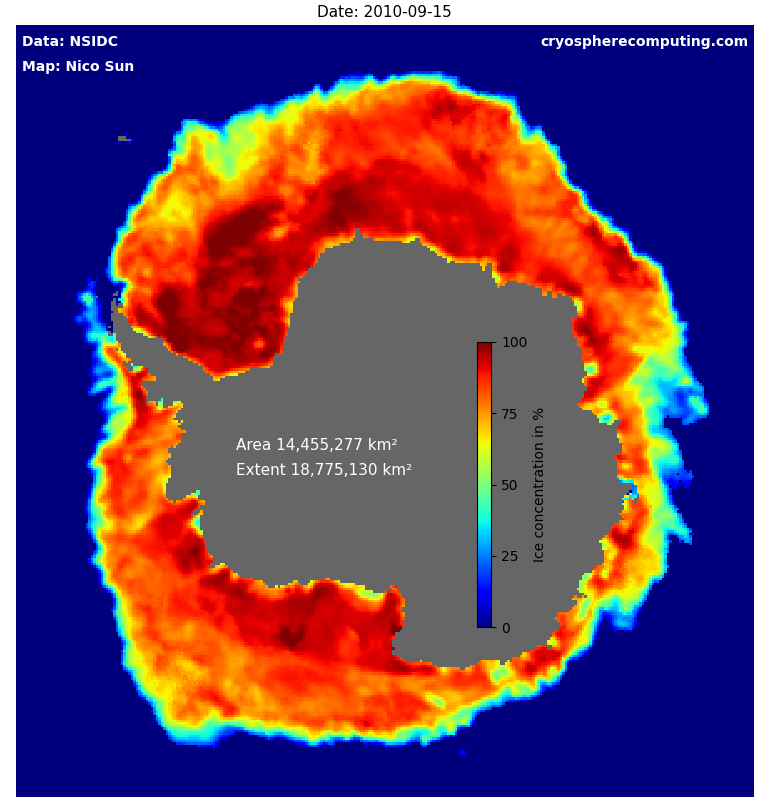 Date: 2010-09-15
Data: NSIDC
cryospherecomputing.com
Map: Nico Sun
100
75
50
25
0
Ice concentration in %
Area 14,455,277 km²
Extent 18,775,130 km²